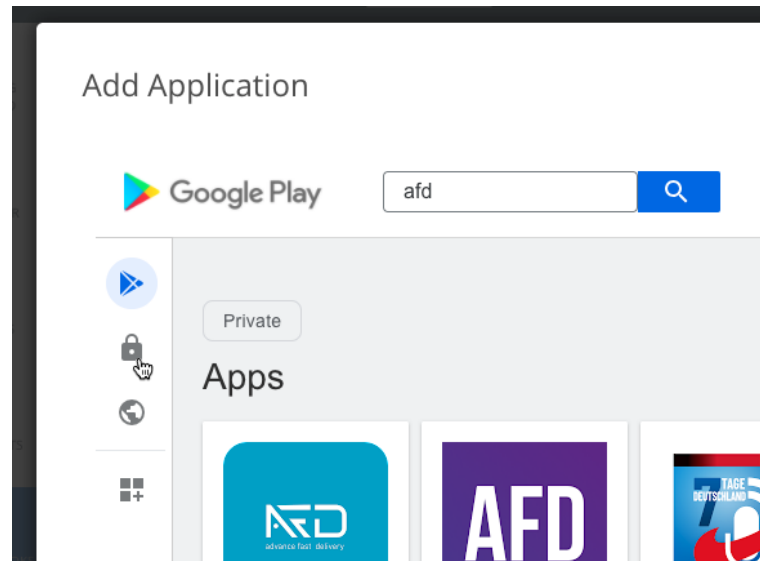 Add Application
Google Play
afd
Private
Apps
AFD
advance fast delivery
AFD
7 TAGE
DEUTSCHLAND